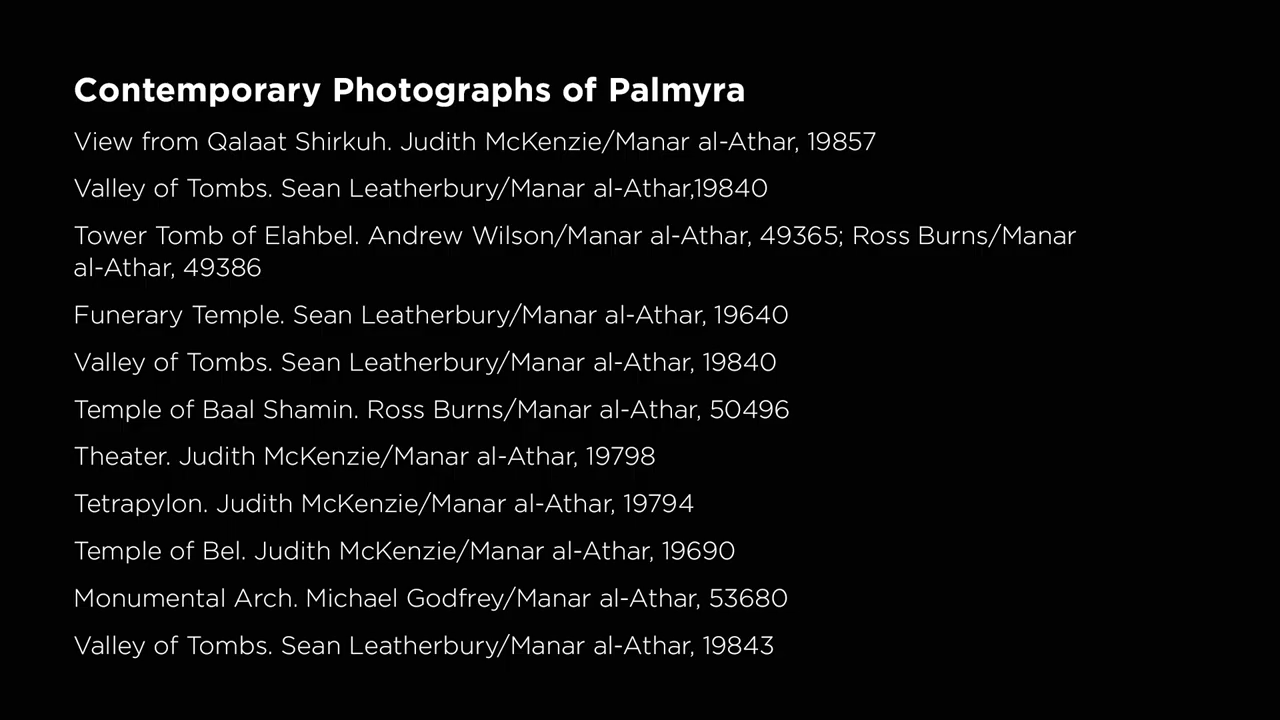 Contemporary Photographs of Palmyra
View from Qalaat Shirkuh. Judith McKenzie/Manar al-Athar, 19857
Valley of Tombs. Sean Leatherbury/Manar al-Athar,19840
Tower Tomb of Elahbel. Andrew Wilson/Manar al-Athar, 49365; Ross Burns/Manar
al-Athar, 49386
Funerary Temple. Sean Leatherbury/Manar al-Athar, 19640
Valley of Tombs. Sean Leatherbury/Manar al-Athar, 19840
Temple of Baal Shamin. Ross Burns/Manar al-Athar, 50496
Theater. Judith McKenzie/Manar al-Athar, 19798
Tetrapylon. Judith McKenzie/Manar al-Athar, 19794
Temple of Bel. Judith McKenzie/Manar al-Athar, 19690
Monumental Arch. Michael Godfrey/Manar al-Athar, 53680
Valley of Tombs. Sean Leatherbury/Manar al-Athar, 19843